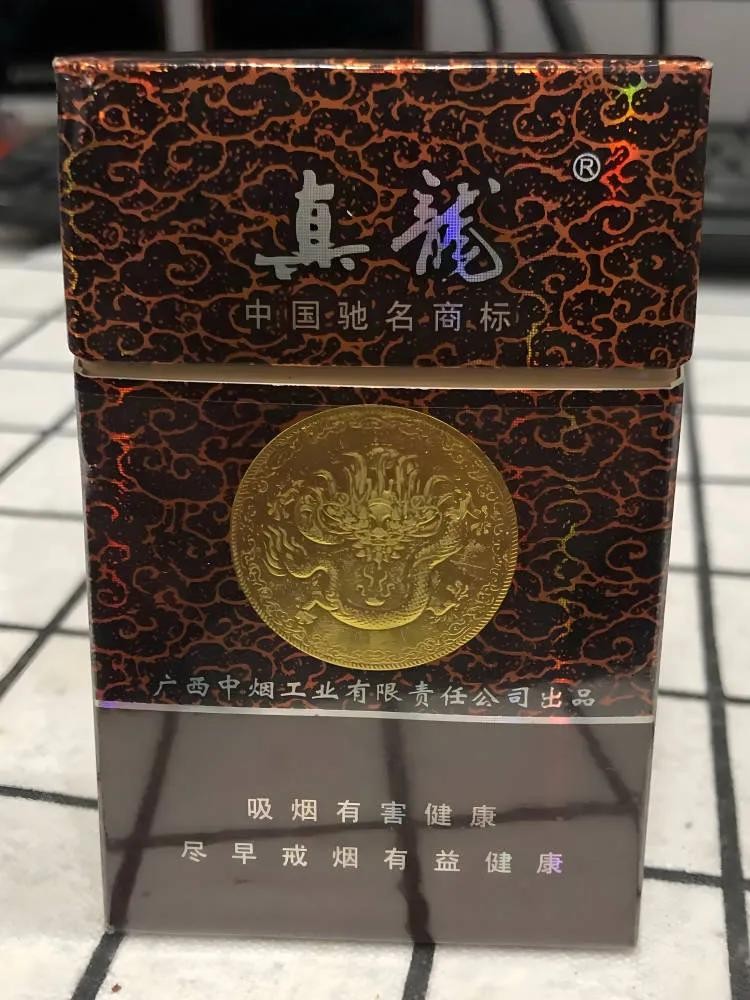 真龍®
中国驰名商标
广西中烟工业有限责任公司出品
吸烟有害健康
尽早戒烟有益健康